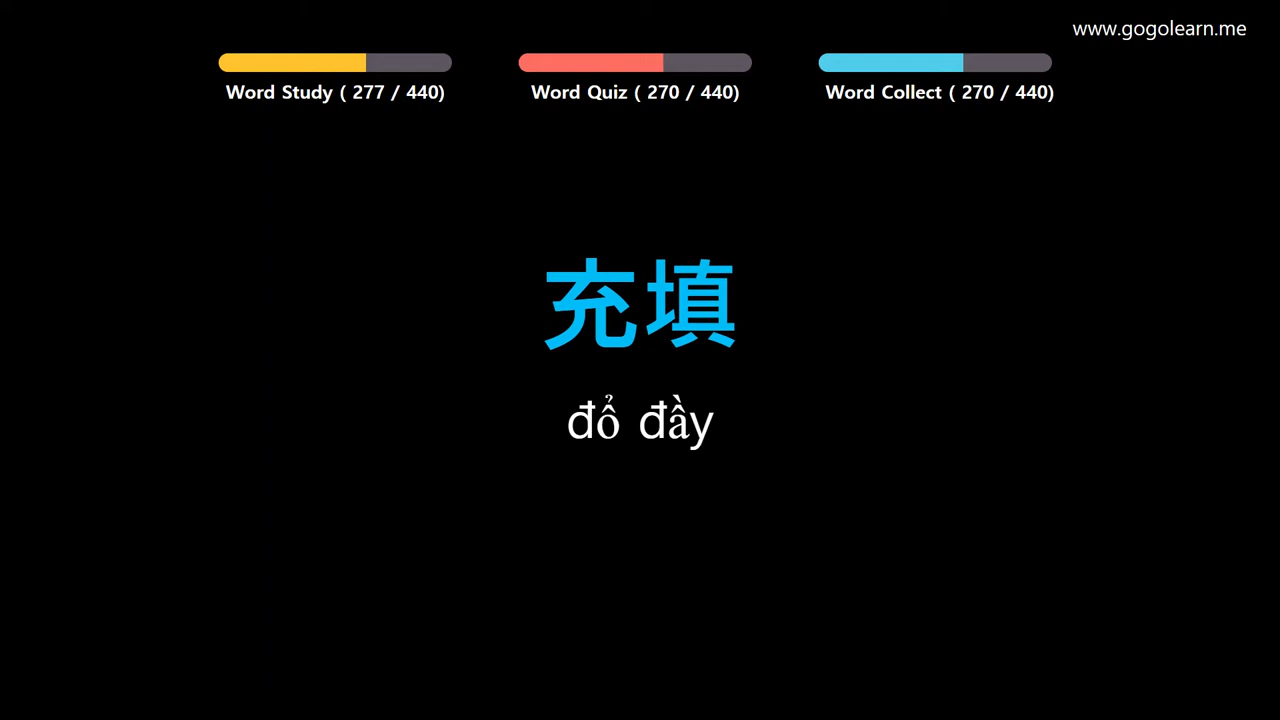 www.gogolearn.me
Word Study ( 277 / 440)
Word Quiz ( 270 / 440)
Word Collect ( 270 / 440)
充填
đổ đầy